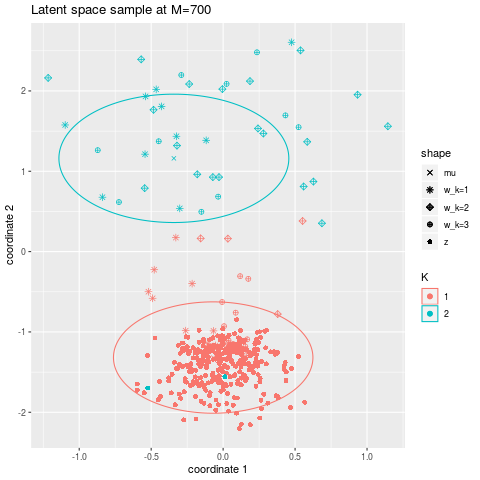 Latent space sample at M=700
coordinate 2
2
1
0
-1
-2
-1.0
-0.5
0.0
0.5
1.0
coordinate 1
shape
mu
w_k=1
w_k=2
w_k=3
z
K
1
2